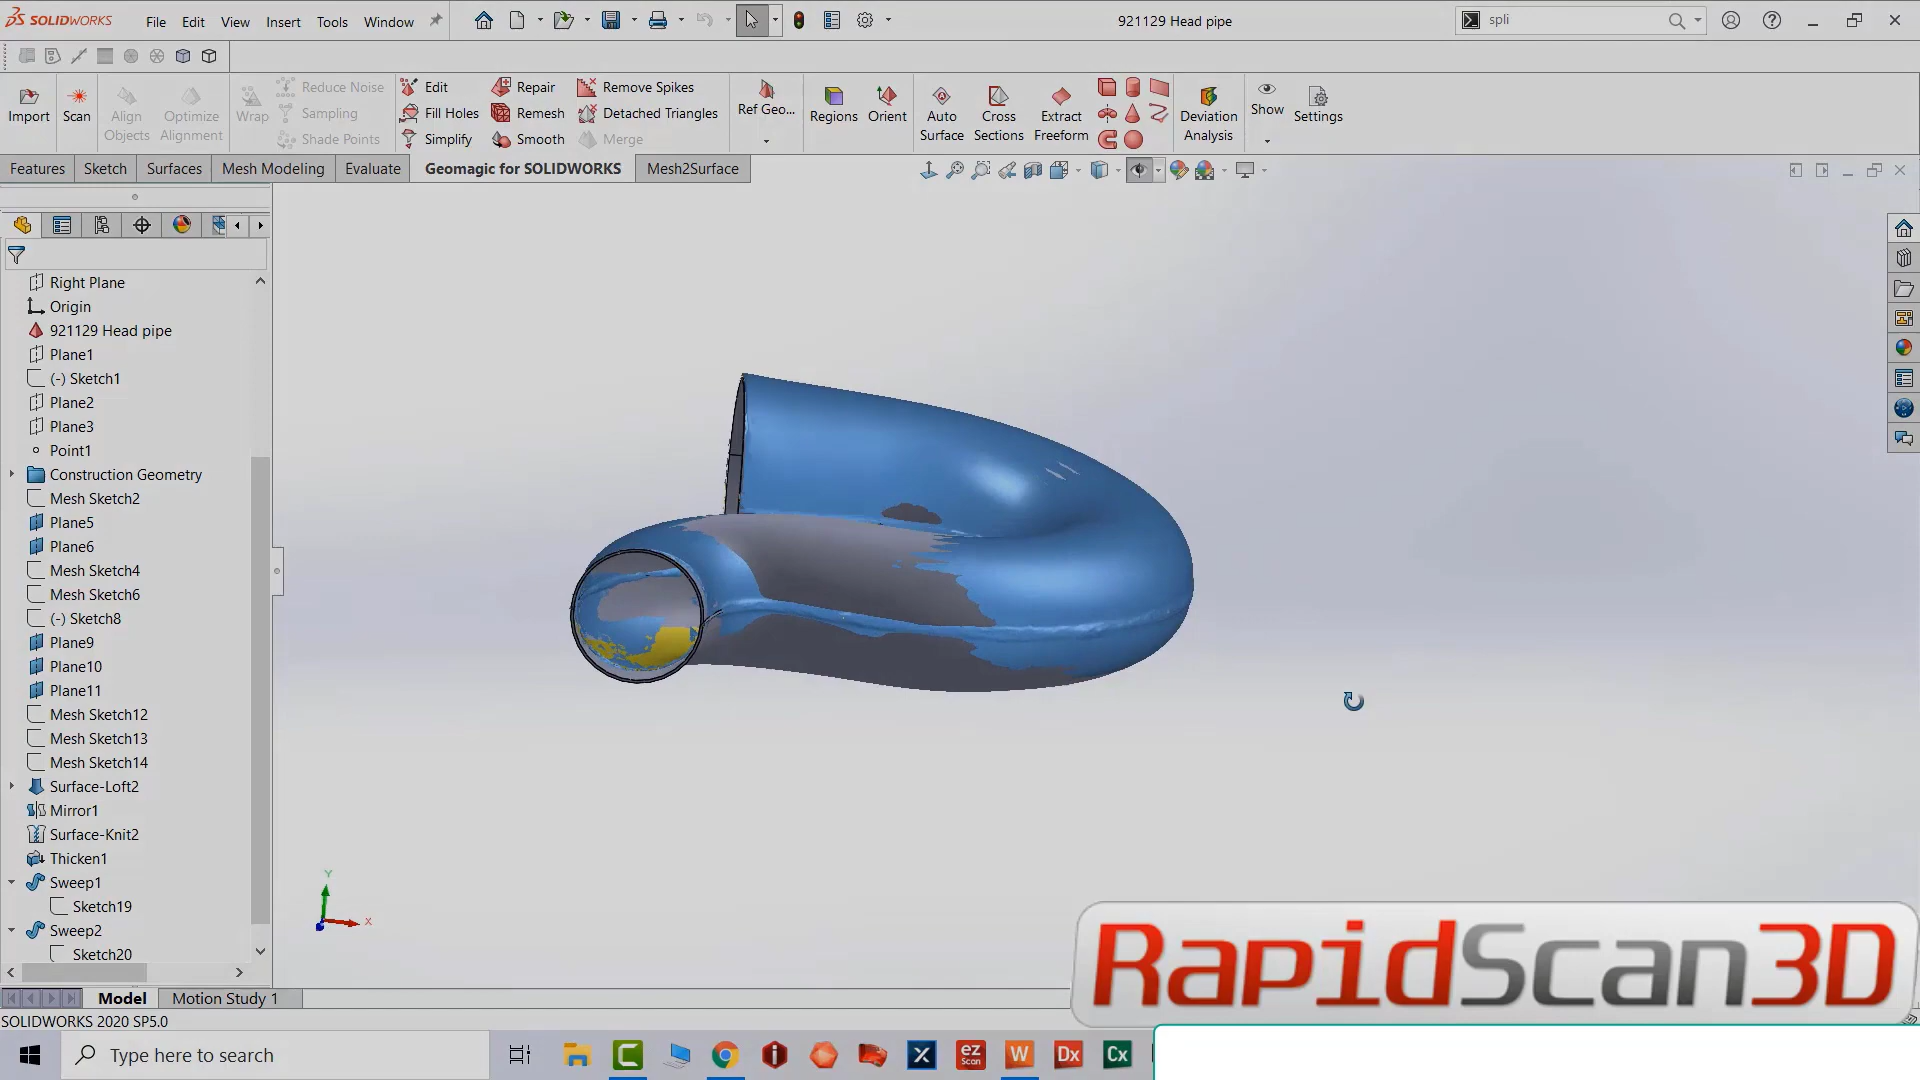 SOLIDWORKS File Edit View Insert Tools Window 921129 Head pipe spli
Import Scan Align Objects Optimize Alignment Wrap Reduce Noise Sampling Shade Points
Edit Fill Holes Simplify Repair Remesh Smooth Remove Spikes Detached Triangles Merge
Ref Geo... Regions Orient Auto Surface Cross Sections Extract Freeform Deviation Analysis Show Settings
Features Sketch Surfaces Mesh Modeling Evaluate Geomagic for SOLIDWORKS Mesh2Surface
Right Plane
Origin
921129 Head pipe
Plane1
(-) Sketch1
Plane2
Plane3
Point1
Construction Geometry
Mesh Sketch2
Plane5
Plane6
Mesh Sketch4
Mesh Sketch6
(-) Sketch8
Plane9
Plane10
Plane11
Mesh Sketch12
Mesh Sketch13
Mesh Sketch14
Surface-Loft2
Mirror1
Surface-Knit2
Thicken1
Sweep1
Sketch19
Sweep2
Sketch20
Y
X
RapidScan3D
Model Motion Study 1
SOLIDWORKS 2020 SP5.0
Type here to search
C X ez Scan W Dx Cx